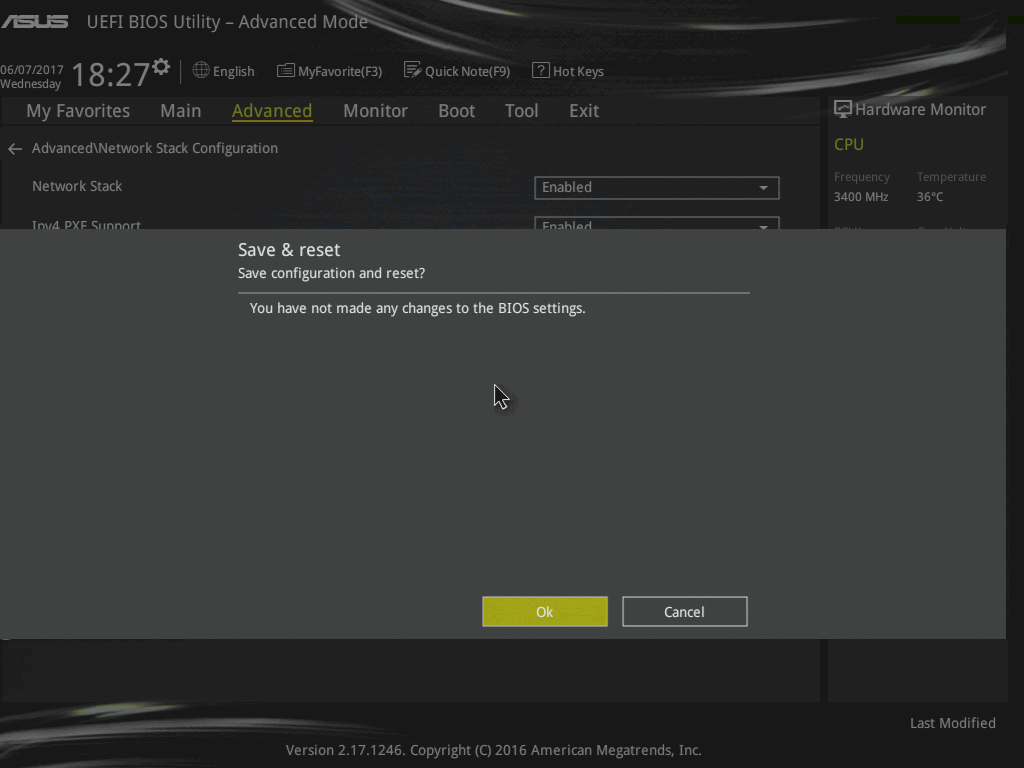 ASUS UEFI BIOS Utility – Advanced Mode
06/07/2017
Wednesday
18:27
English
MyFavorite(F3)
Quick Note(F9)
? Hot Keys
My Favorites Main Advanced Monitor Boot Tool Exit
Hardware Monitor
Advanced\Network Stack Configuration
CPU
Network Stack Enabled
Frequency Temperature
3400 MHz 36°C
Ipv4 PXE Support Enabled
Save & reset
Save configuration and reset?
You have not made any changes to the BIOS settings.
Ok Cancel
Last Modified
Version 2.17.1246. Copyright (C) 2016 American Megatrends, Inc.